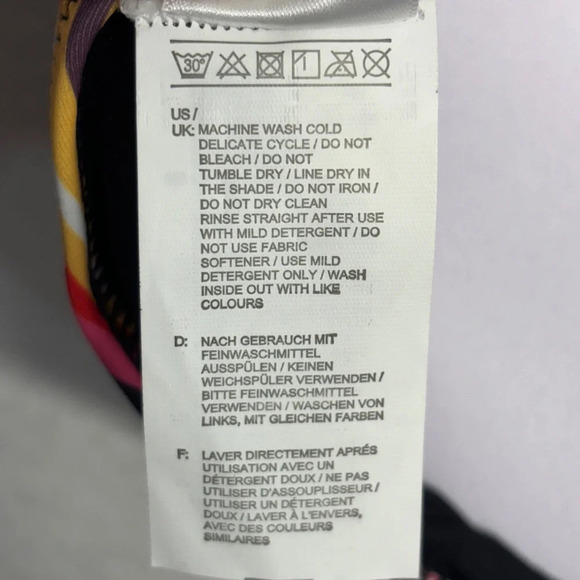 30°
US /
UK: MACHINE WASH COLD
DELICATE CYCLE / DO NOT
BLEACH / DO NOT
TUMBLE DRY / LINE DRY IN
THE SHADE / DO NOT IRON /
DO NOT DRY CLEAN
RINSE STRAIGHT AFTER USE
WITH MILD DETERGENT / DO
NOT USE FABRIC
SOFTENER / USE MILD
DETERGENT ONLY / WASH
INSIDE OUT WITH LIKE
COLOURS
D: NACH GEBRAUCH MIT
FEINWASCHMITTEL
AUSSPÜLEN / KEINEN
WEICHSPÜLER VERWENDEN /
BITTE FEINWASCHMITTEL
VERWENDEN / WASCHEN VON
LINKS, MIT GLEICHEN FARBEN
F: LAVER DIRECTEMENT APRÉS
UTILISATION AVEC UN
DÉTERGENT DOUX / NE PAS
UTILISER D'ASSOUPLISEUR /
UTILISER UN DÉTERGENT
DOUX / LAVER À L'ENVERS,
AVEC DES COULEURS
SIMILAIRES